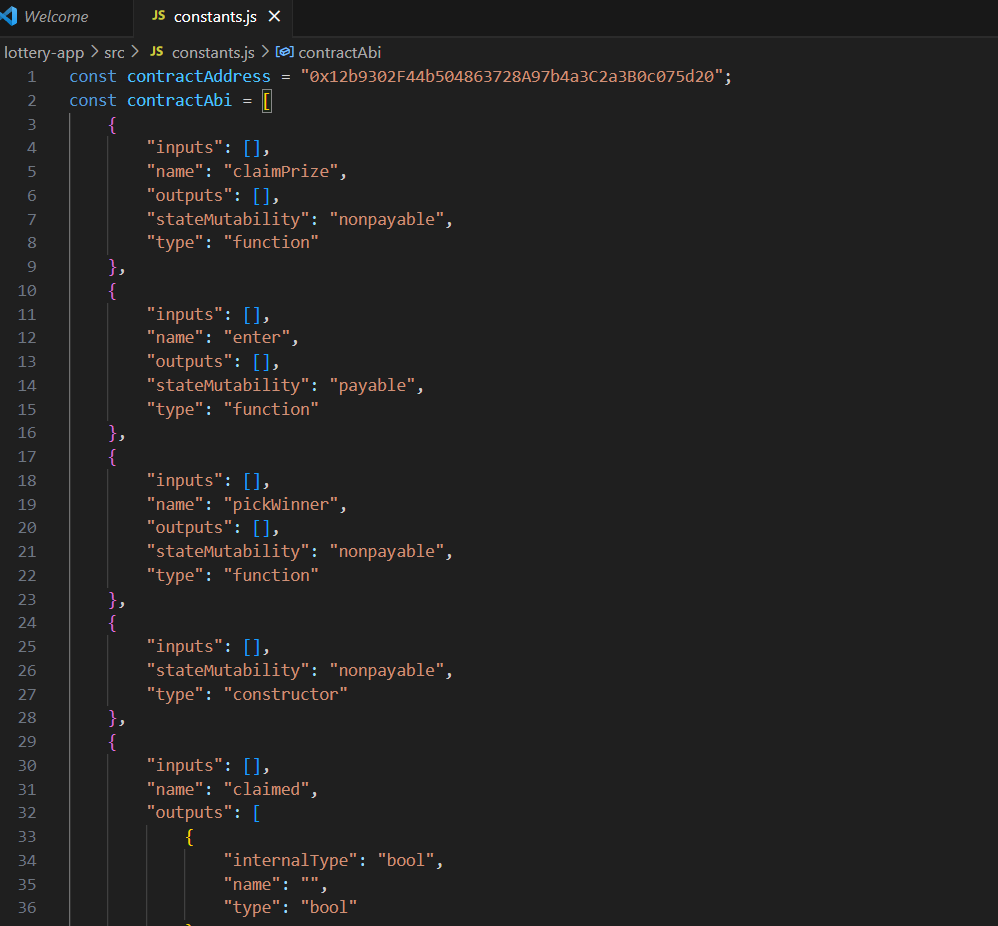 Welcome
JS constants.js ✕
lottery-app > src > JS constants.js > contractAbi
1 const contractAddress = "0x12b9302F44b504863728A97b4a3C2a3B0c075d20";
2 const contractAbi = [
3 {
4 "inputs": [],
5 "name": "claimPrize",
6 "outputs": [],
7 "stateMutability": "nonpayable",
8 "type": "function"
9 },
10 {
11 "inputs": [],
12 "name": "enter",
13 "outputs": [],
14 "stateMutability": "payable",
15 "type": "function"
16 },
17 {
18 "inputs": [],
19 "name": "pickWinner",
20 "outputs": [],
21 "stateMutability": "nonpayable",
22 "type": "function"
23 },
24 {
25 "inputs": [],
26 "stateMutability": "nonpayable",
27 "type": "constructor"
28 },
29 {
30 "inputs": [],
31 "name": "claimed",
32 "outputs": [
33 {
34 "internalType": "bool",
35 "name": "",
36 "type": "bool"